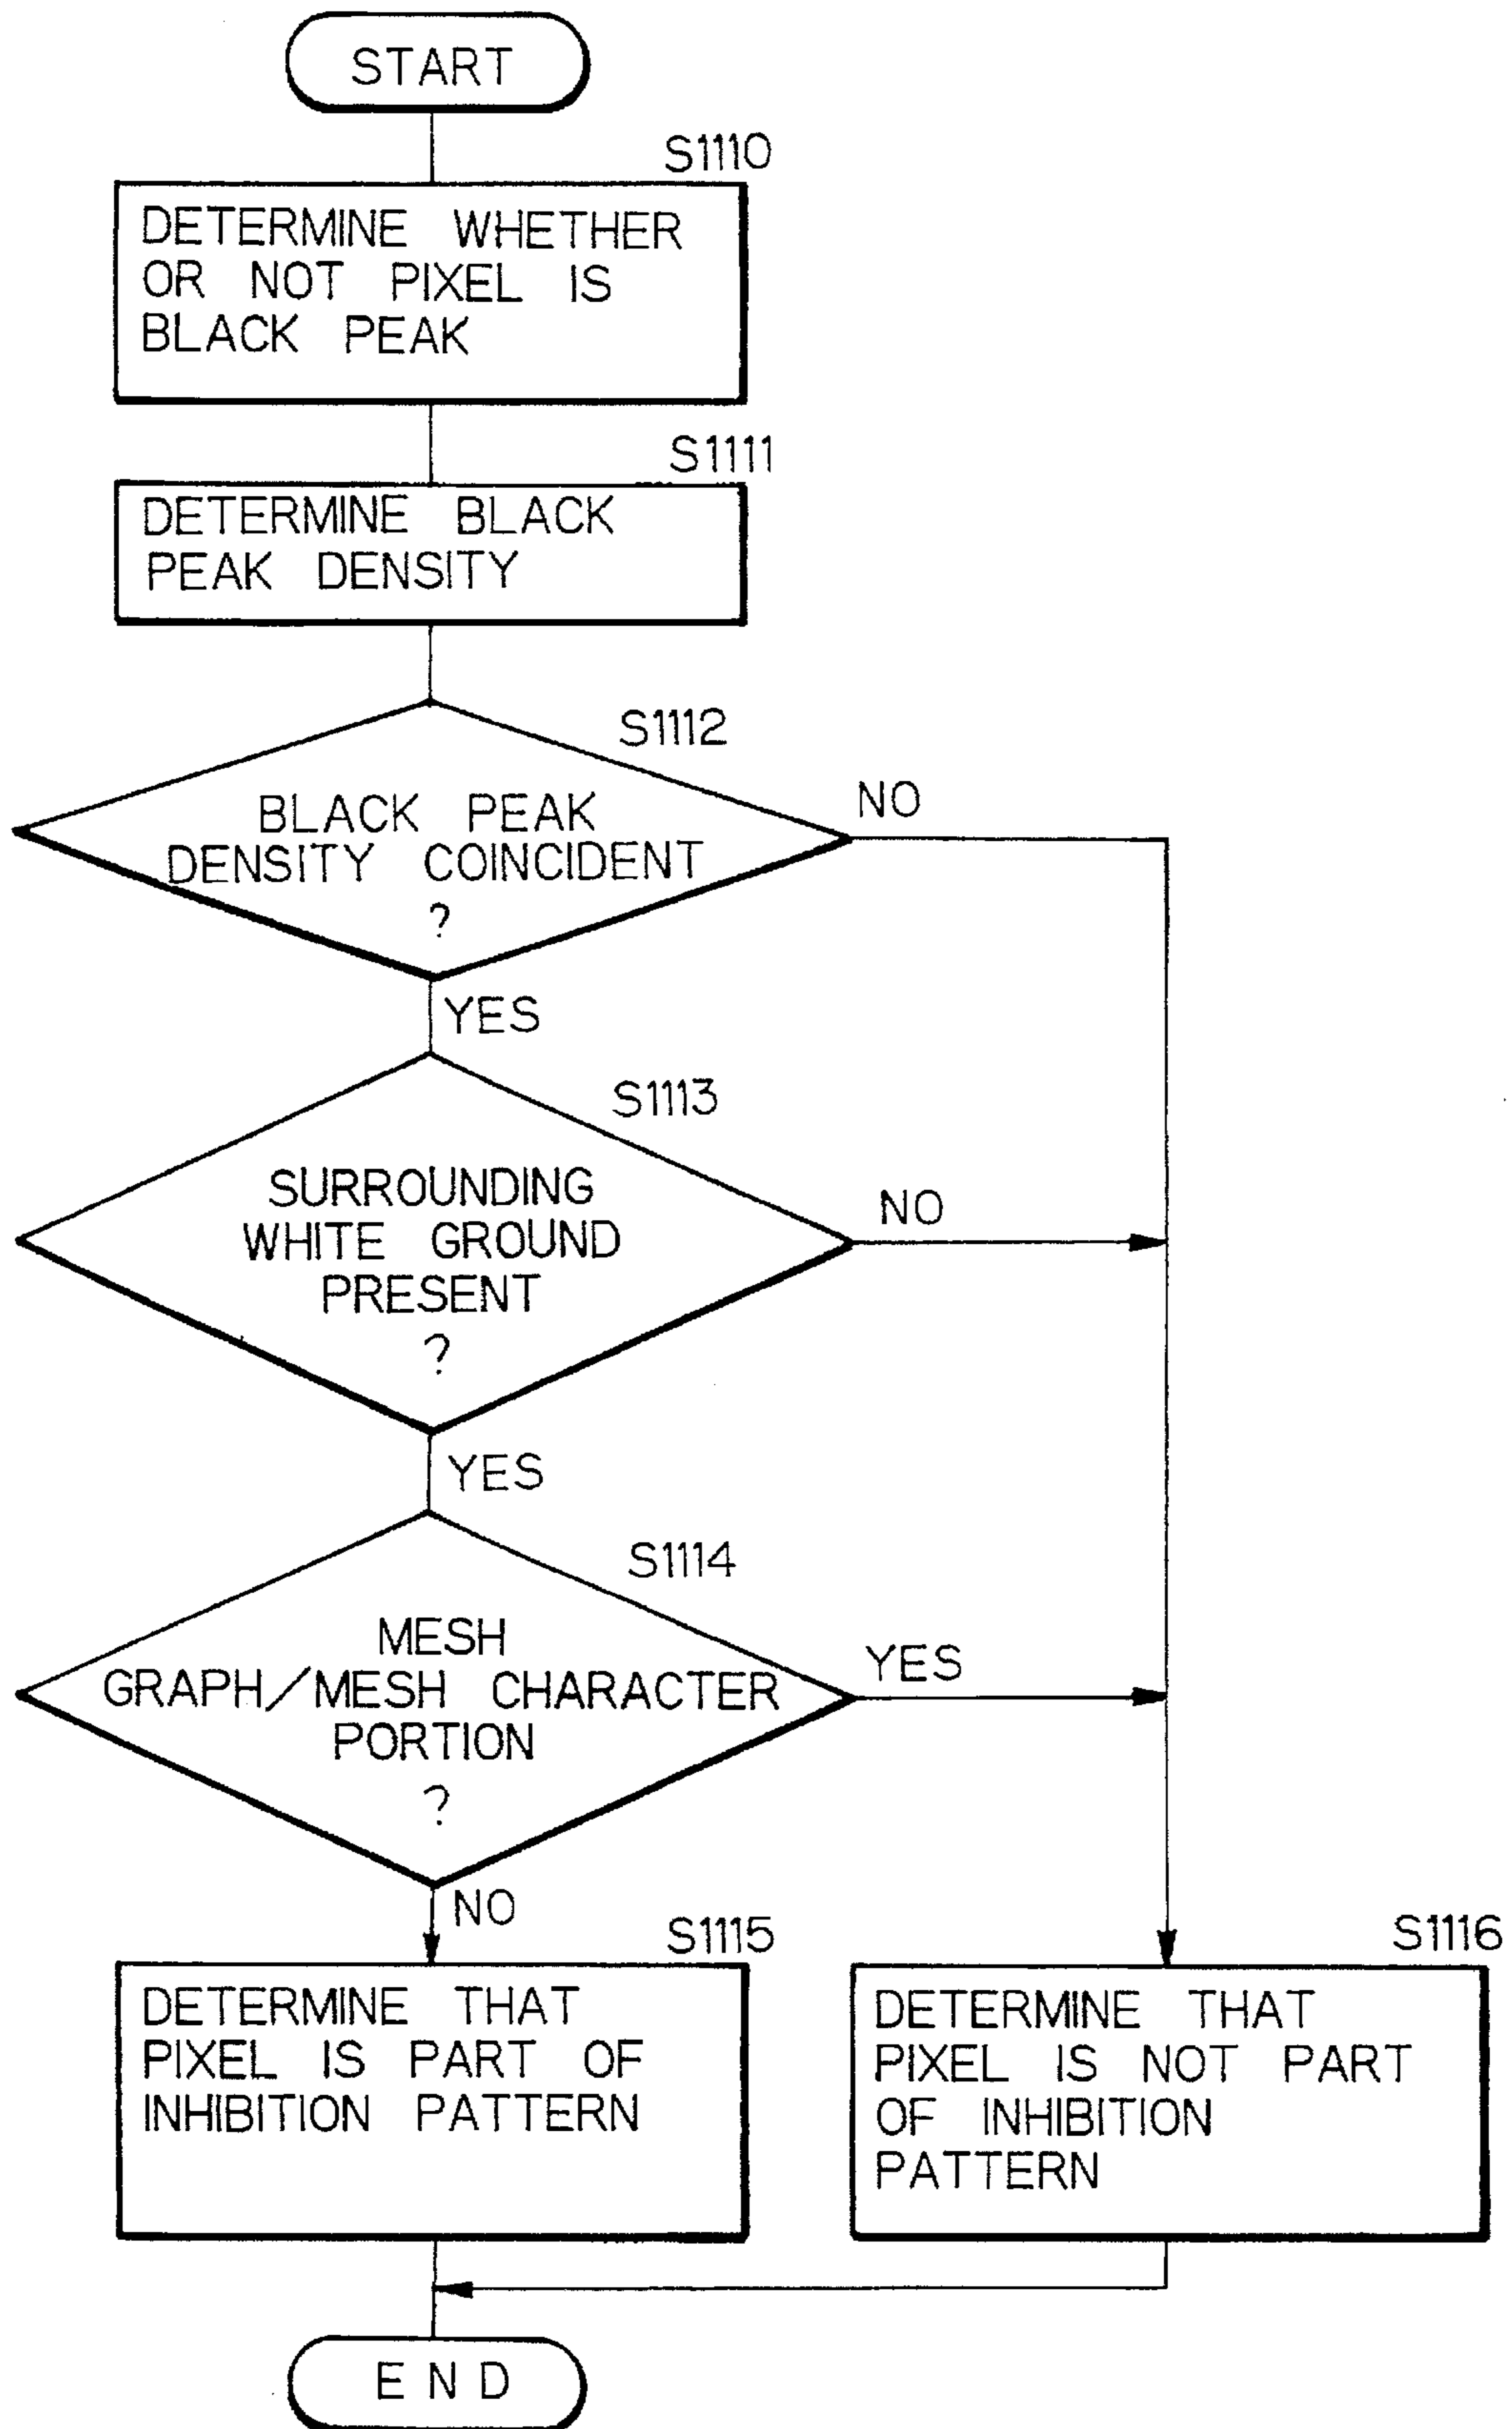 START
S1110
DETERMINE WHETHER
OR NOT PIXEL IS
BLACK PEAK
S1111
DETERMINE BLACK
PEAK DENSITY
S1112
BLACK PEAK
DENSITY COINCIDENT
?
NO
YES
S1113
SURROUNDING
WHITE GROUND
PRESENT
?
NO
YES
S1114
MESH
GRAPH/MESH CHARACTER
PORTION
?
YES
NO
S1115
DETERMINE THAT
PIXEL IS PART OF
INHIBITION PATTERN
S1116
DETERMINE THAT
PIXEL IS NOT PART
OF INHIBITION
PATTERN
END